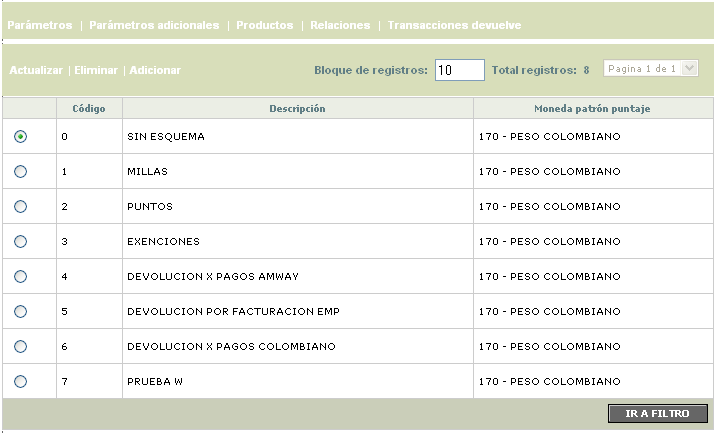 Parámetros | Parámetros adicionales | Productos | Relaciones | Transacciones devuelve
Actualizar | Eliminar | Adicionar Bloque de registros: 10 Total registros: 8 Pagina 1 de 1
Código Descripción Moneda patrón puntaje
0 SIN ESQUEMA 170 - PESO COLOMBIANO
1 MILLAS 170 - PESO COLOMBIANO
2 PUNTOS 170 - PESO COLOMBIANO
3 EXENCIONES 170 - PESO COLOMBIANO
4 DEVOLUCION X PAGOS AMWAY 170 - PESO COLOMBIANO
5 DEVOLUCION POR FACTURACION EMP 170 - PESO COLOMBIANO
6 DEVOLUCION X PAGOS COLOMBIANO 170 - PESO COLOMBIANO
7 PRUEBA W 170 - PESO COLOMBIANO
IR A FILTRO